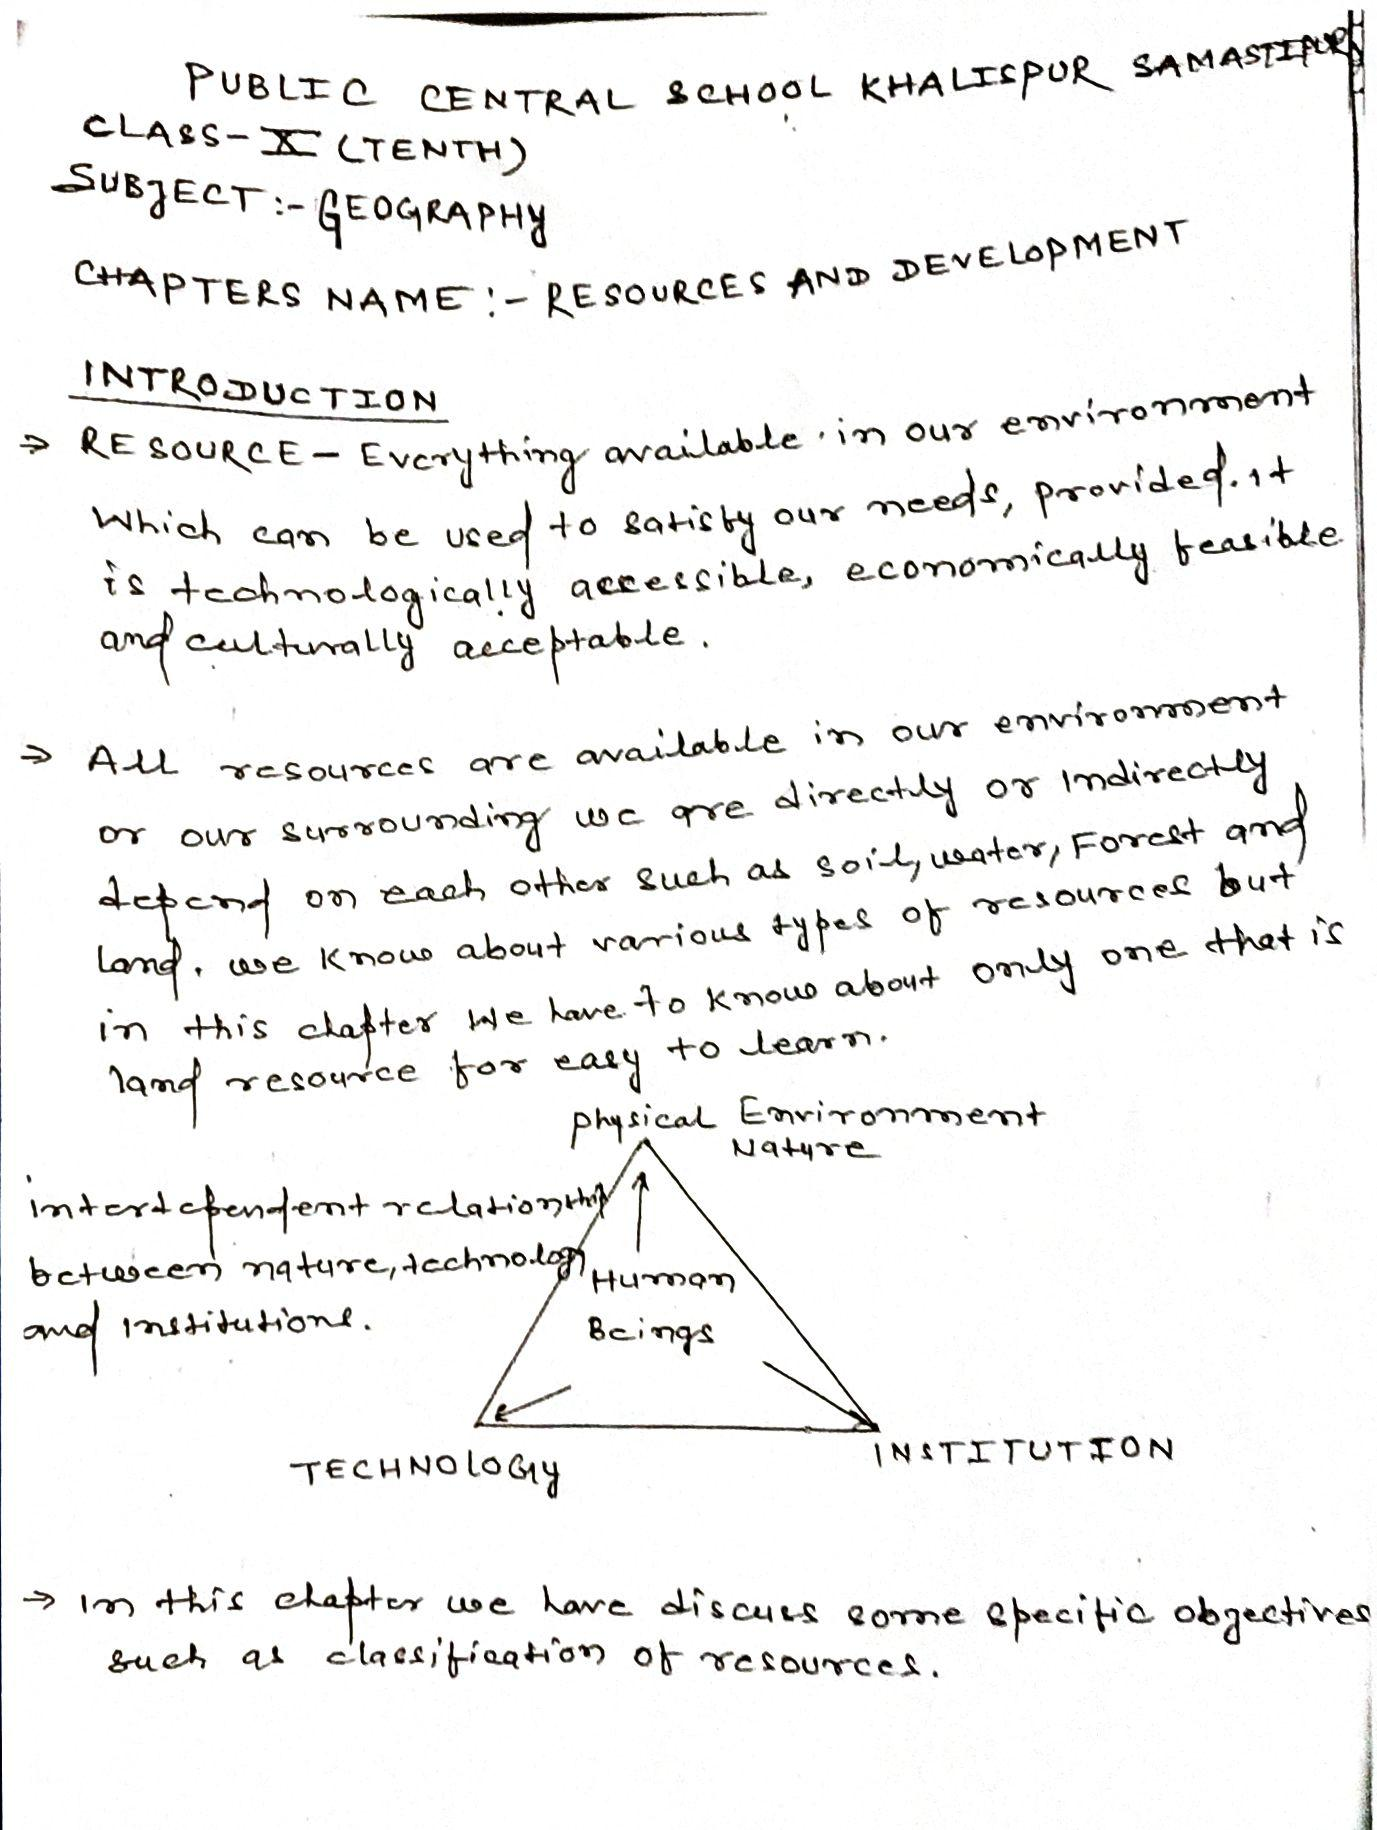 PUBLIC CENTRAL SCHOOL KHALISPUR SAMASTIPUR
CLASS-X (TENTH)
SUBJECT:- GEOGRAPHY
CHAPTERS NAME:- RESOURCES AND DEVELOPMENT
INTRODUCTION
⇒ RESOURCE - Everything available in our environment
Which can be used to satisfy our needs, provided. it
is technologically accessible, economically feasible
and culturally acceptable.
⇒ All resources are available in our environment
or our surrounding we are directly or Indirectly
depend on each other such as soil, water, Forest and
land. we know about various types of resources but
in this chapter We have to know about only one that is
land resource for easy to learn.
physical Environment
Nature
interdependent relationship
between nature, technology
and institutions.
Human
Beings
TECHNOLOGY
INSTITUTION
→ In this chapter we have discuss some specific objectives
such as classification of resources.